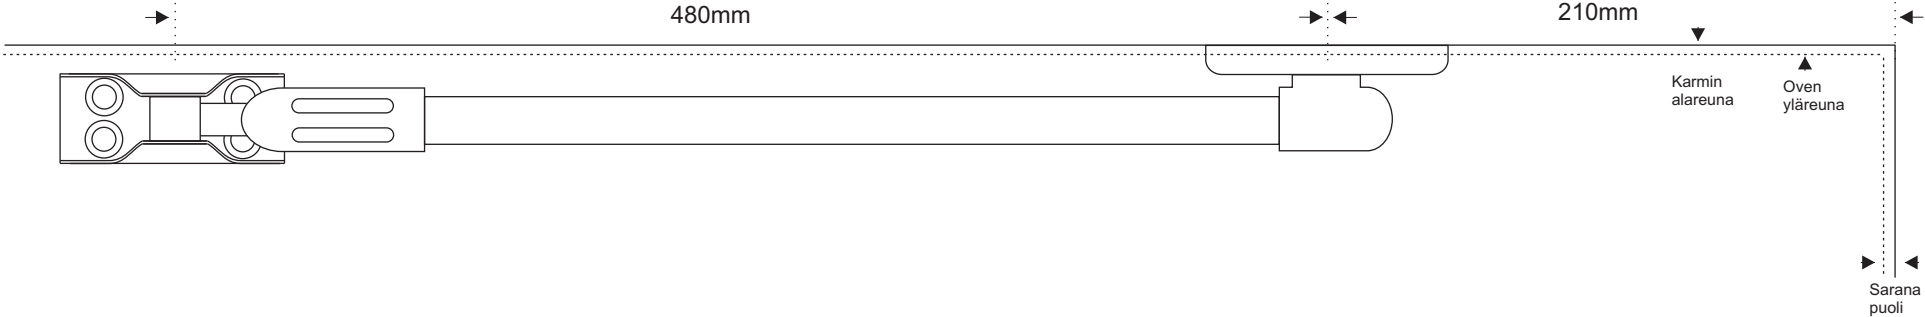 480mm
210mm
Karmin
alareuna
Oven
yläreuna
Sarana
puoli